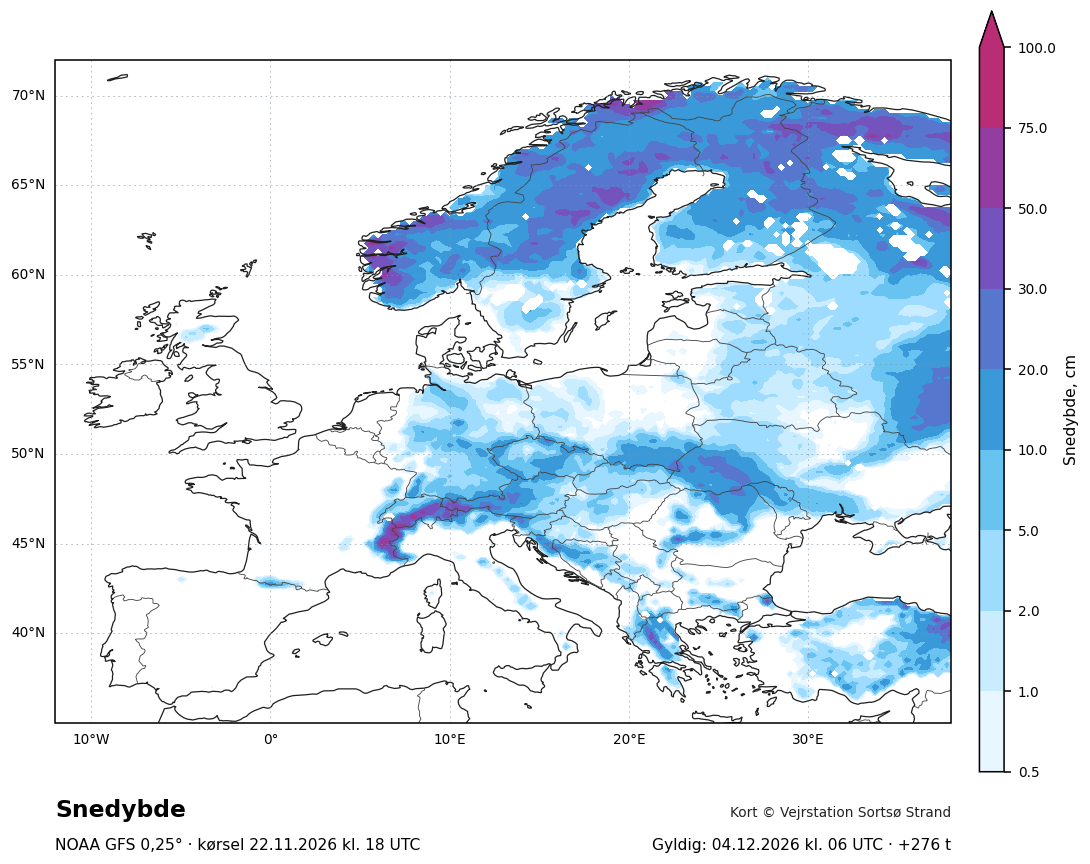 100.0
75.0
50.0
30.0
20.0
10.0
5.0
2.0
1.0
0.5
Snedybde, cm
70°N
65°N
60°N
55°N
50°N
45°N
40°N
10°W 0° 10°E 20°E 30°E
Snedybde
Kort © Vejrstation Sortsø Strand
NOAA GFS 0,25° · kørsel 22.11.2026 kl. 18 UTC
Gyldig: 04.12.2026 kl. 06 UTC · +276 t